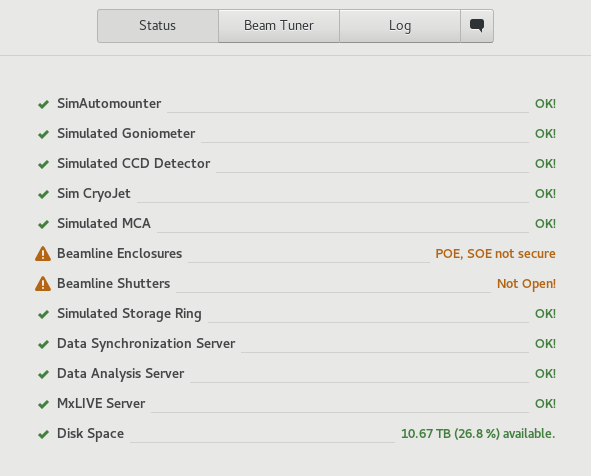 Status Beam Tuner Log
SimAutomounter OK!
Simulated Goniometer OK!
Simulated CCD Detector OK!
Sim CryoJet OK!
Simulated MCA OK!
Beamline Enclosures POE, SOE not secure
Beamline Shutters Not Open!
Simulated Storage Ring OK!
Data Synchronization Server OK!
Data Analysis Server OK!
MxLIVE Server OK!
Disk Space 10.67 TB (26.8 %) available.